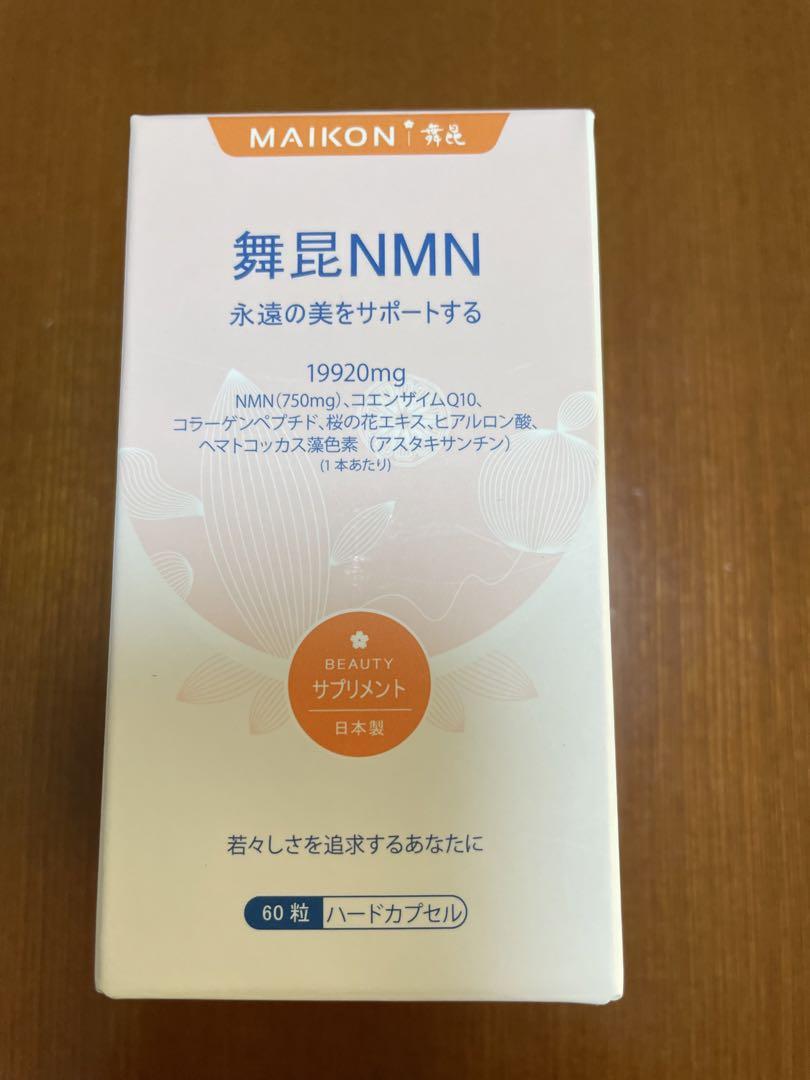 MAIKON 舞昆
舞昆NMN
永遠の美をサポートする
19920mg
NMN(750mg)、コエンザイムQ10、
コラーゲンペプチド、桜の花エキス、ヒアルロン酸、
ヘマトコッカス藻色素（アスタキサンチン）
(1本あたり)
BEAUTY
サプリメント
日本製
若々しさを追求するあなたに
60粒 ハードカプセル